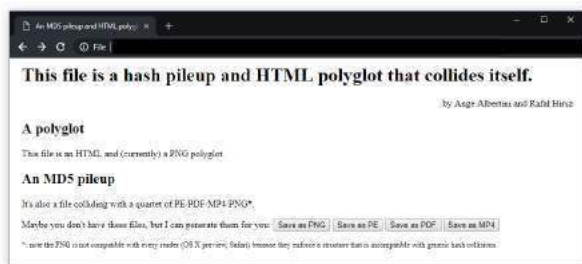 An MD5 pileup and HTML polyg
File
This file is a hash pileup and HTML polyglot that collides itself.
by Ange Albertini and Rafał Hirsz
A polyglot
This file is an HTML and (currently) a PNG polyglot
An MD5 pileup
It's also a file colliding with a quartet of PE-PDF-MP4-PNG*.
Maybe you don't have these files, but I can generate them for you: Save as PNG Save as PE Save as PDF Save as MP4
*: note the PNG is not compatible with every reader (OS X preview, Safari) because they enforce a structure that is incompatible with generic hash collisions